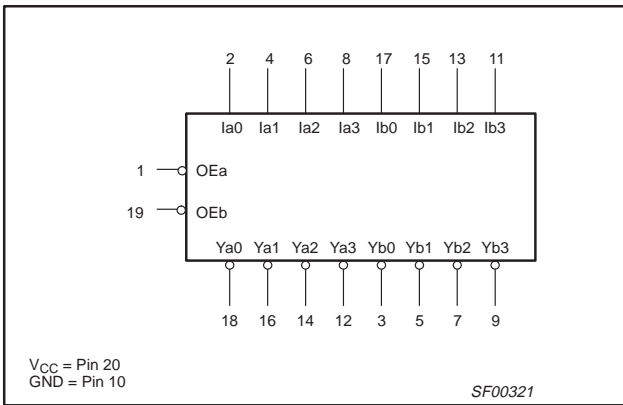 2 4 6 8 17 15 13 11
Ia0 Ia1 Ia2 Ia3 Ib0 Ib1 Ib2 Ib3
1 OEa
19 OEb
Ya0 Ya1 Ya2 Ya3 Yb0 Yb1 Yb2 Yb3
18 16 14 12 3 5 7 9
VCC = Pin 20
GND = Pin 10
SF00321